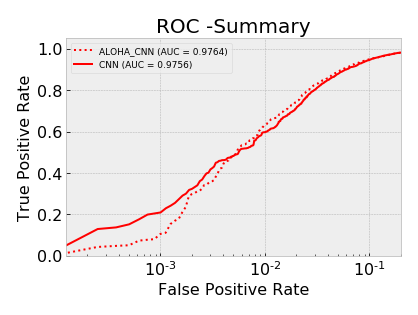 ROC -Summary
ALOHA_CNN (AUC = 0.9764)
CNN (AUC = 0.9756)
True Positive Rate
1.0
0.8
0.6
0.4
0.2
0.0
10⁻³ 10⁻² 10⁻¹
False Positive Rate